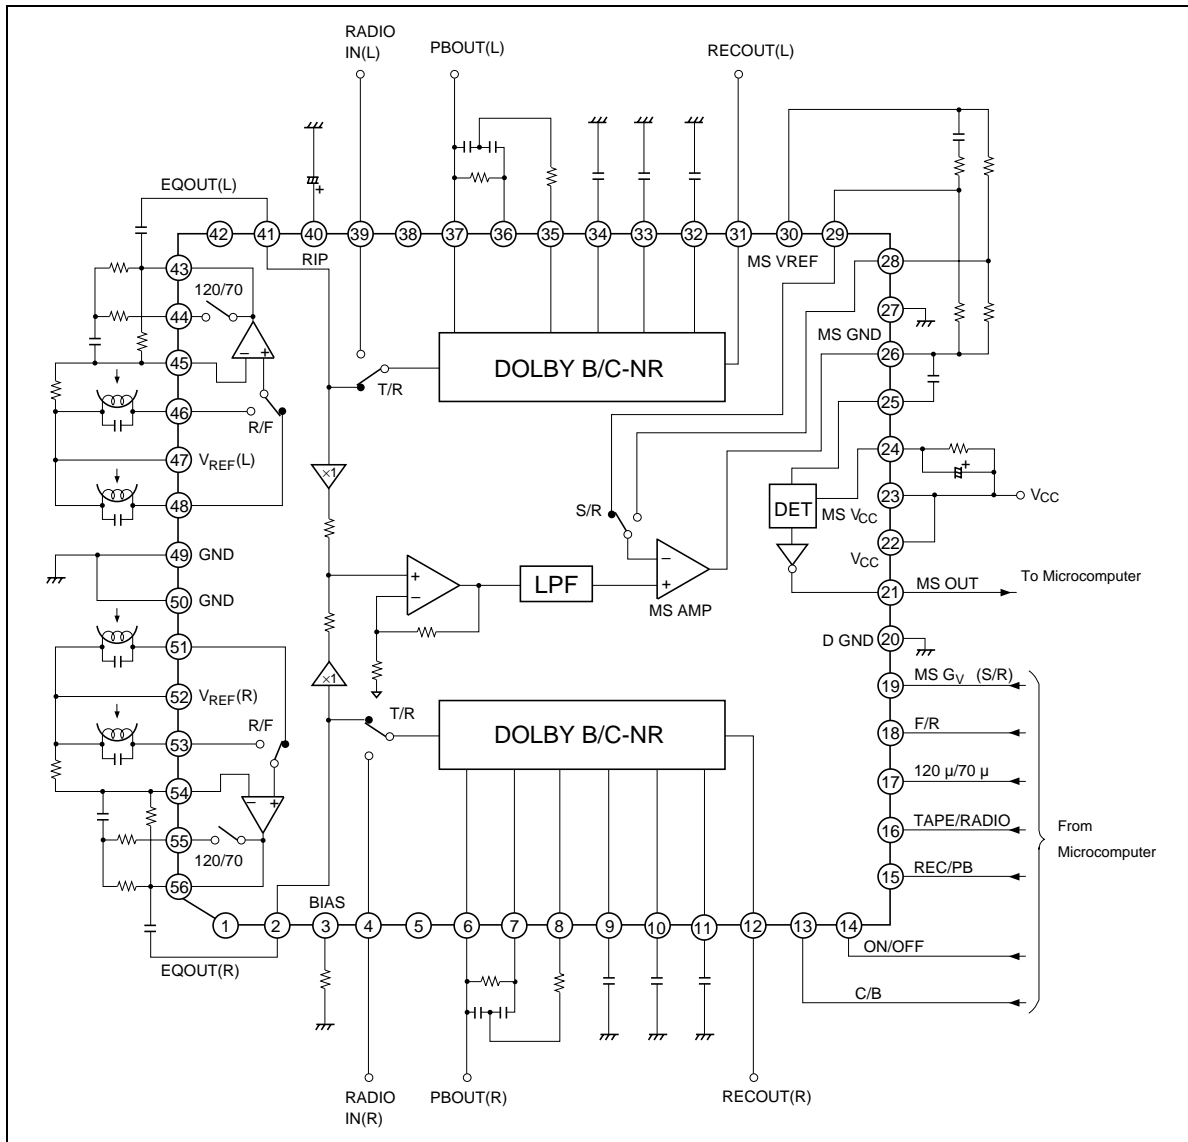 RADIO
IN(L)
PBOUT(L)
RECOUT(L)
EQOUT(L)
42
41
40
39
38
37
36
35
34
33
32
31
30
29
RIP
MS VREF
43
28
120/70
44
27
MS GND
− +
45
26
DOLBY B/C-NR
T/R
46
R/F
25
47
VREF(L)
24
×1
48
S/R
DET
MS VCC
23
VCC
22
VCC
49
GND
−
+
LPF
+
−
MS AMP
21
MS OUT
To Microcomputer
50
GND
D GND
20
51
×1
19
MS GV (S/R)
52
VREF(R)
T/R
DOLBY B/C-NR
R/F
18
F/R
53
17
120 μ/70 μ
54
− +
16
TAPE/RADIO
From
Microcomputer
55
120/70
15
REC/PB
56
BIAS
1
2
3
4
5
6
7
8
9
10
11
12
13
14
ON/OFF
EQOUT(R)
C/B
RADIO
IN(R)
PBOUT(R)
RECOUT(R)
+
+